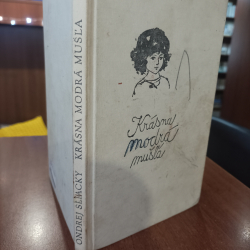 ONDREJ SLIACKY KRÁSNA MODRÁ MUŠĽA
Krásna
modrá
mušľa